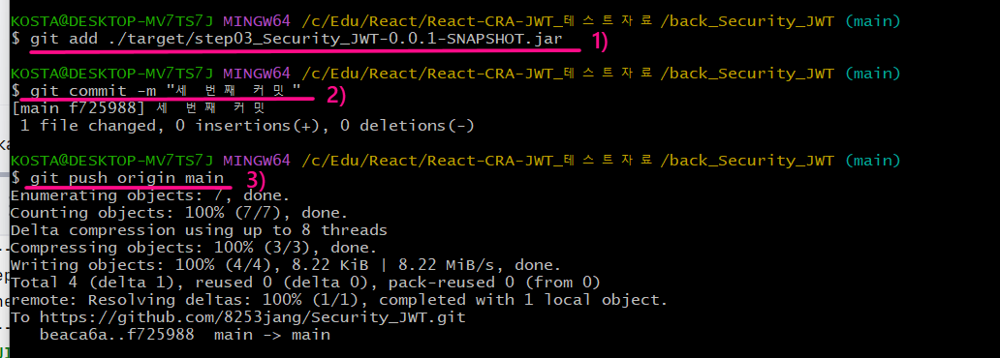 KOSTA@DESKTOP-MV7TS7J MINGW64 /c/Edu/React/React-CRA-JWT_테스트자료/back_Security_JWT (main)
$ git add ./target/step03_Security_JWT-0.0.1-SNAPSHOT.jar 1)
KOSTA@DESKTOP-MV7TS7J MINGW64 /c/Edu/React/React-CRA-JWT_테스트자료/back_Security_JWT (main)
$ git commit -m "세 번째 커밋" 2)
[main f725988] 세 번째 커밋
1 file changed, 0 insertions(+), 0 deletions(-)
KOSTA@DESKTOP-MV7TS7J MINGW64 /c/Edu/React/React-CRA-JWT_테스트자료/back_Security_JWT (main)
$ git push origin main 3)
Enumerating objects: 7, done.
Counting objects: 100% (7/7), done.
Delta compression using up to 8 threads
Compressing objects: 100% (3/3), done.
Writing objects: 100% (4/4), 8.22 KiB | 8.22 MiB/s, done.
Total 4 (delta 1), reused 0 (delta 0), pack-reused 0 (from 0)
remote: Resolving deltas: 100% (1/1), completed with 1 local object.
To https://github.com/8253jang/Security_JWT.git
beaca6a..f725988 main -> main